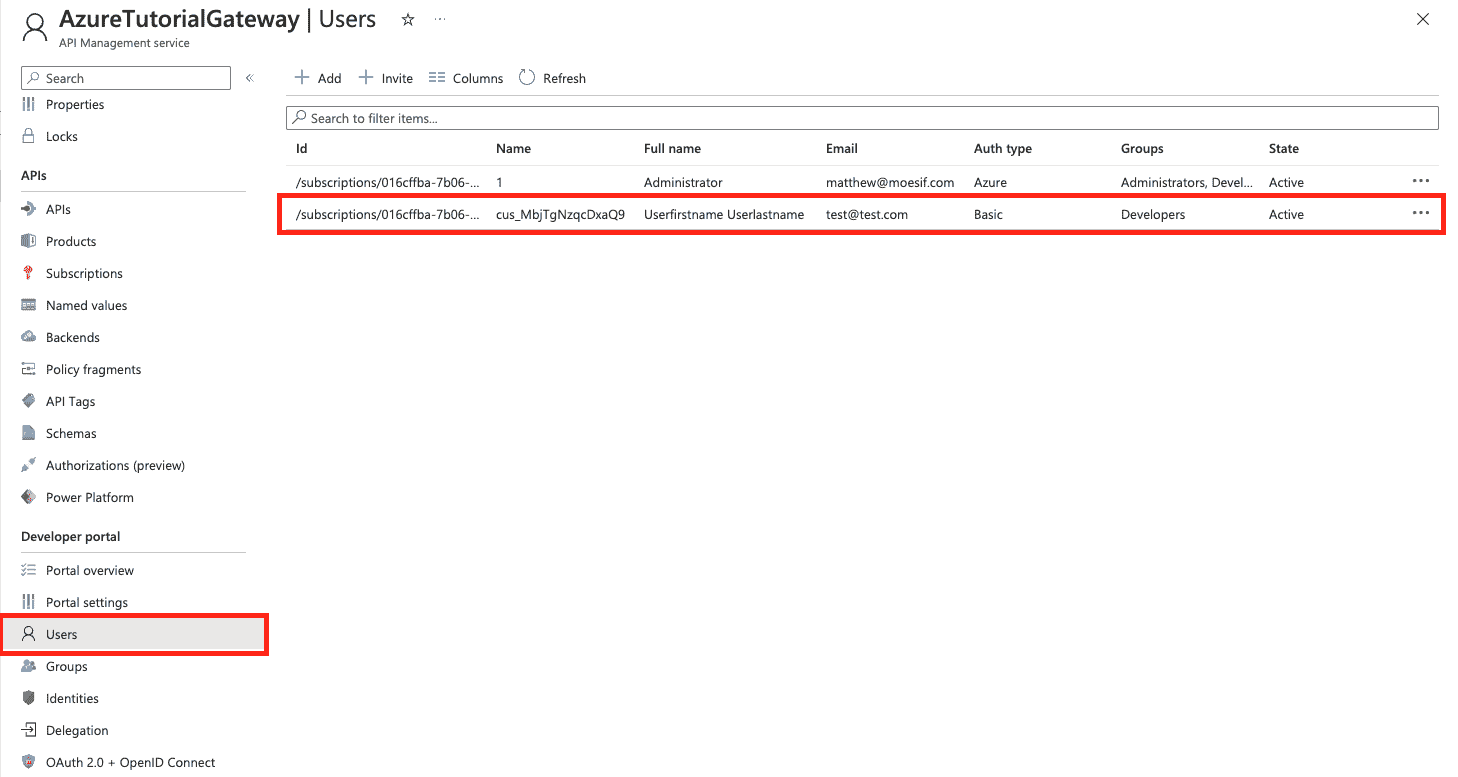 AzureTutorialGateway | Users
API Management service
Search
«
Properties
Locks
APIs
APIs
Products
Subscriptions
Named values
Backends
Policy fragments
API Tags
Schemas
Authorizations (preview)
Power Platform
Developer portal
Portal overview
Portal settings
Users
Groups
Identities
Delegation
OAuth 2.0 + OpenID Connect
Add Invite Columns Refresh
Search to filter items...
Id Name Full name Email Auth type Groups State
/subscriptions/016cffba-7b06-... 1 Administrator matthew@moesif.com Azure Administrators, Devel... Active
/subscriptions/016cffba-7b06-... cus_MbjTgNzqcDxaQ9 Userfirstname Userlastname test@test.com Basic Developers Active